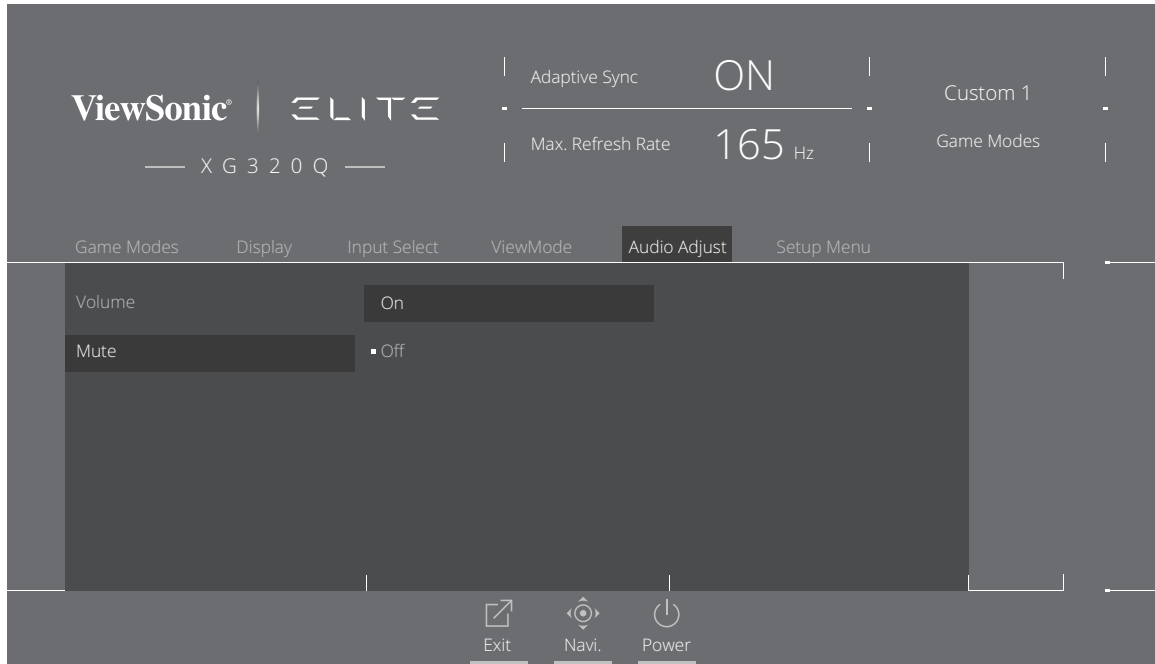 ViewSonic® ELITE
XG320Q
Adaptive Sync ON
Max. Refresh Rate 165 Hz
Custom 1
Game Modes
Game Modes Display Input Select ViewMode Audio Adjust Setup Menu
Volume On
Mute Off
Exit Navi. Power